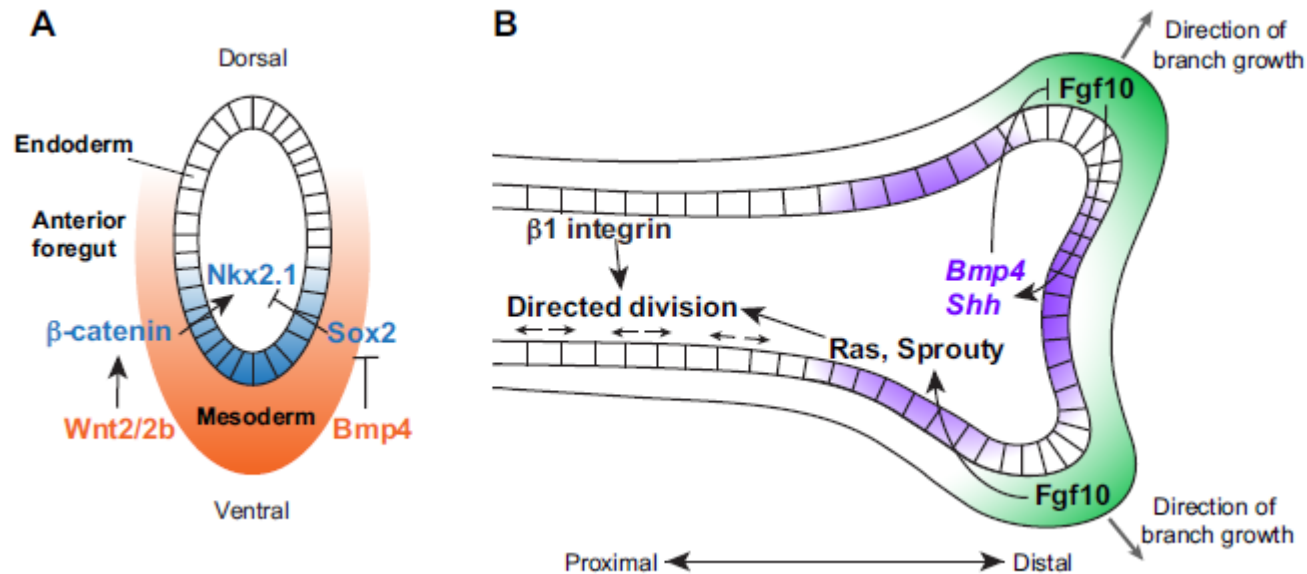 A
Dorsal
Endoderm
Anterior
foregut
Nkx2.1
β-catenin
Sox2
Wnt2/2b
Mesoderm
Bmp4
Ventral
B
Direction of
branch growth
Fgf10
β1 integrin
Bmp4
Shh
Directed division
Ras, Sprouty
Fgf10
Direction of
branch growth
Proximal
Distal